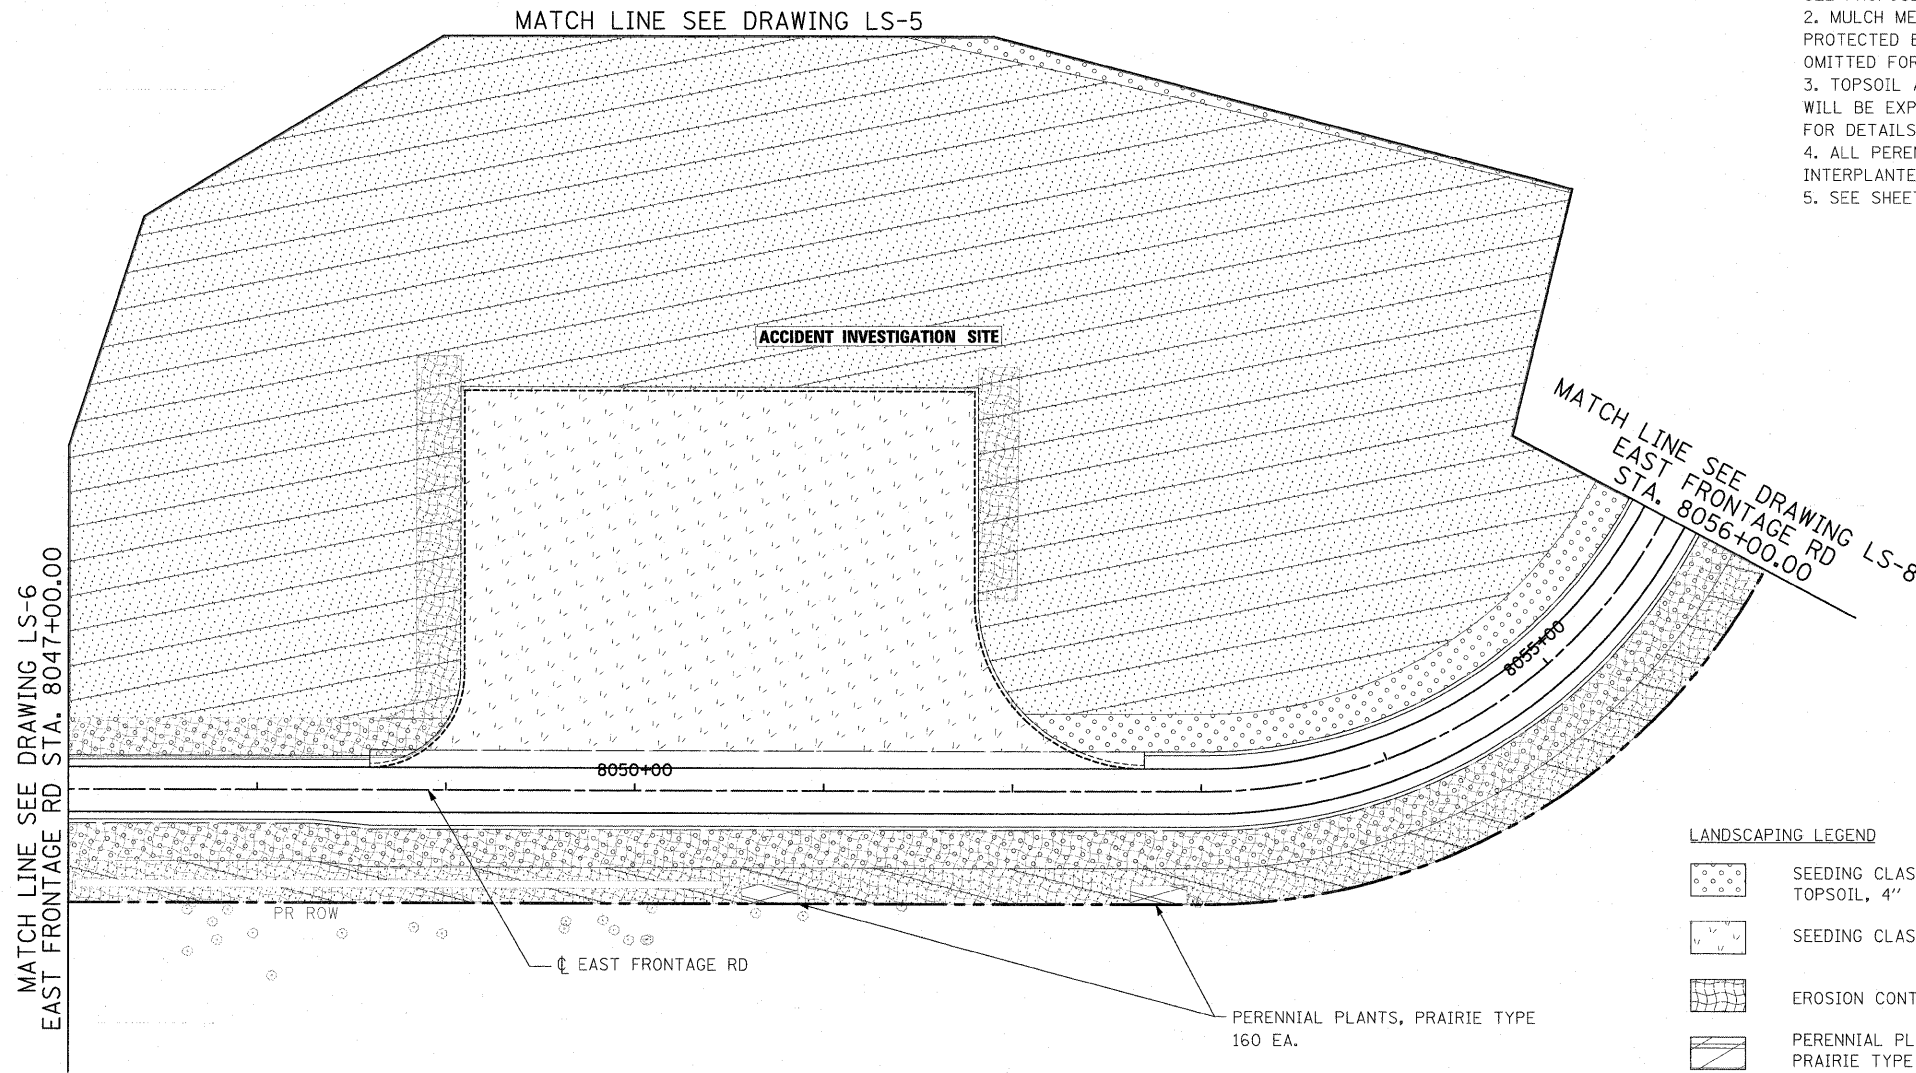 MATCH LINE SEE DRAWING LS-5
2. MULCH ME
PROTECTED
OMITTED FOR
3. TOPSOIL
WILL BE EXP
FOR DETAILS
4. ALL PEREN
INTERPLANTE
5. SEE SHEET
ACCIDENT INVESTIGATION SITE
MATCH LINE SEE DRAWING LS-8
EAST FRONTAGE RD
STA. 8056+00.00
MATCH LINE SEE DRAWING LS-6
EAST FRONTAGE RD STA. 8047+00.00
8055+00
8050+00
PR ROW
℄ EAST FRONTAGE RD
PERENNIAL PLANTS, PRAIRIE TYPE
160 EA.
LANDSCAPING LEGEND
SEEDING CLAS
TOPSOIL, 4"
SEEDING CLAS
EROSION CONT
PERENNIAL PL
PRAIRIE TYPE